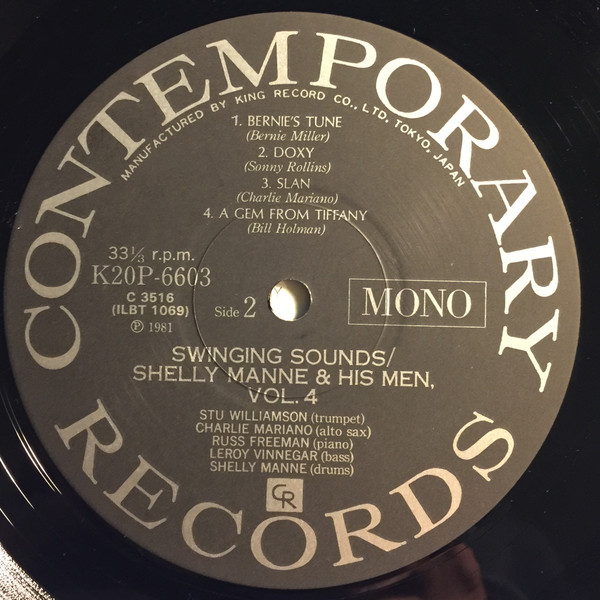 CONTEMPORARY
MANUFACTURED BY KING RECORD CO., LTD. TOKYO, JAPAN
1. BERNIE'S TUNE
(Bernie Miller)
2. DOXY
(Sonny Rollins)
3. SLAN
(Charlie Mariano)
4. A GEM FROM TIFFANY
(Bill Holman)
33⅓ r.p.m.
K20P-6603
C 3516
(ILBT 1069)
℗ 1981
Side 2
MONO
SWINGING SOUNDS/
SHELLY MANNE & HIS MEN,
VOL. 4
STU WILLIAMSON (trumpet)
CHARLIE MARIANO (alto sax)
RUSS FREEMAN (piano)
LEROY VINNEGAR (bass)
SHELLY MANNE (drums)
CR
RECORDS